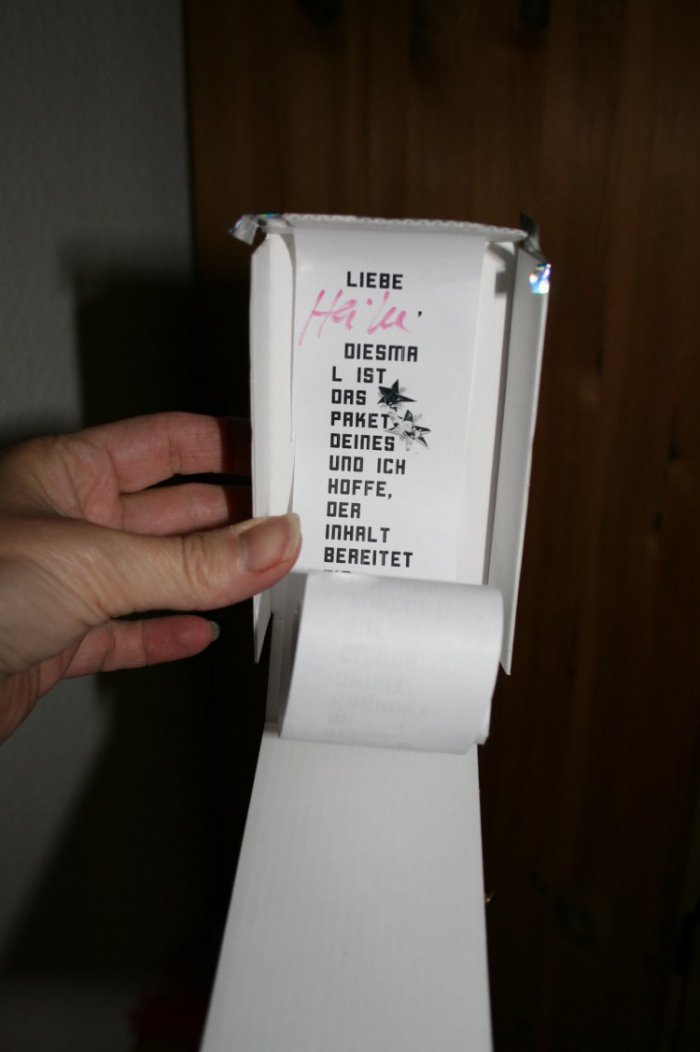 LIEBE
Heike,
DIESMA
L IST
DAS
PAKET
DEINES
UND ICH
HOFFE,
DER
INHALT
BEREITET